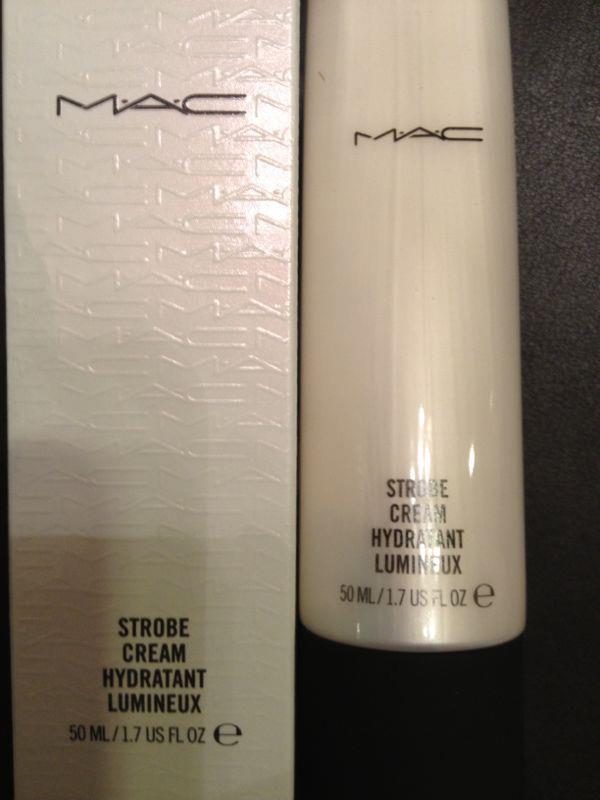 M·A·C
STROBE
CREAM
HYDRATANT
LUMINEUX
50 ML / 1.7 US FL OZ ℮
M·A·C
STROBE
CREAM
HYDRATANT
LUMINEUX
50 ML / 1.7 US FL OZ ℮